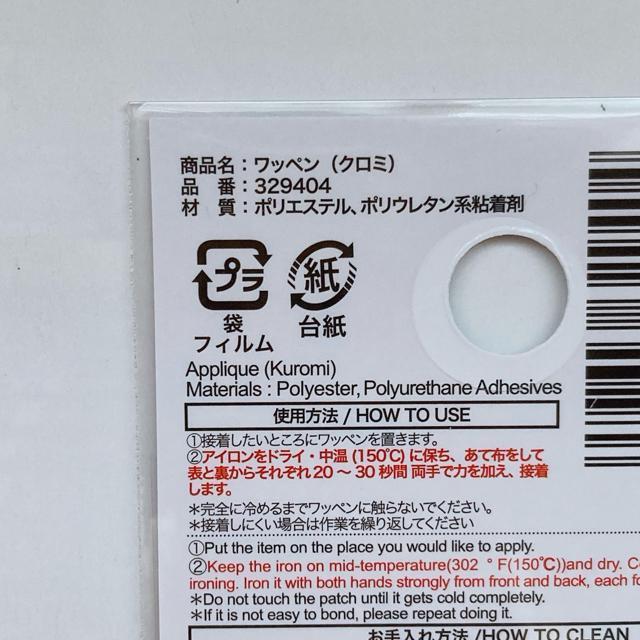 商品名：ワッペン（クロミ）
品　番：329404
材　質：ポリエステル、ポリウレタン系粘着剤
プラ
紙
袋
フィルム
台紙
Applique (Kuromi)
Materials : Polyester, Polyurethane Adhesives
使用方法 / HOW TO USE
①接着したいところにワッペンを置きます。
②アイロンをドライ・中温(150℃)に保ち、あて布をして
表と裏からそれぞれ20～30秒間 両手で力を加え、接着
します。
＊完全に冷めるまでワッペンに触らないでください。
＊接着しにくい場合は作業を繰り返してください
①Put the item on the place you would like to apply.
②Keep the iron on mid-temperature(302 ° F(150℃))and dry.
ironing. Iron it with both hands strongly from front and back, each
＊Do not touch the patch until it gets cold completely.
＊If it is not easy to bond, please repeat doing it.
お手入れ方法 /HOW TO CLEAN